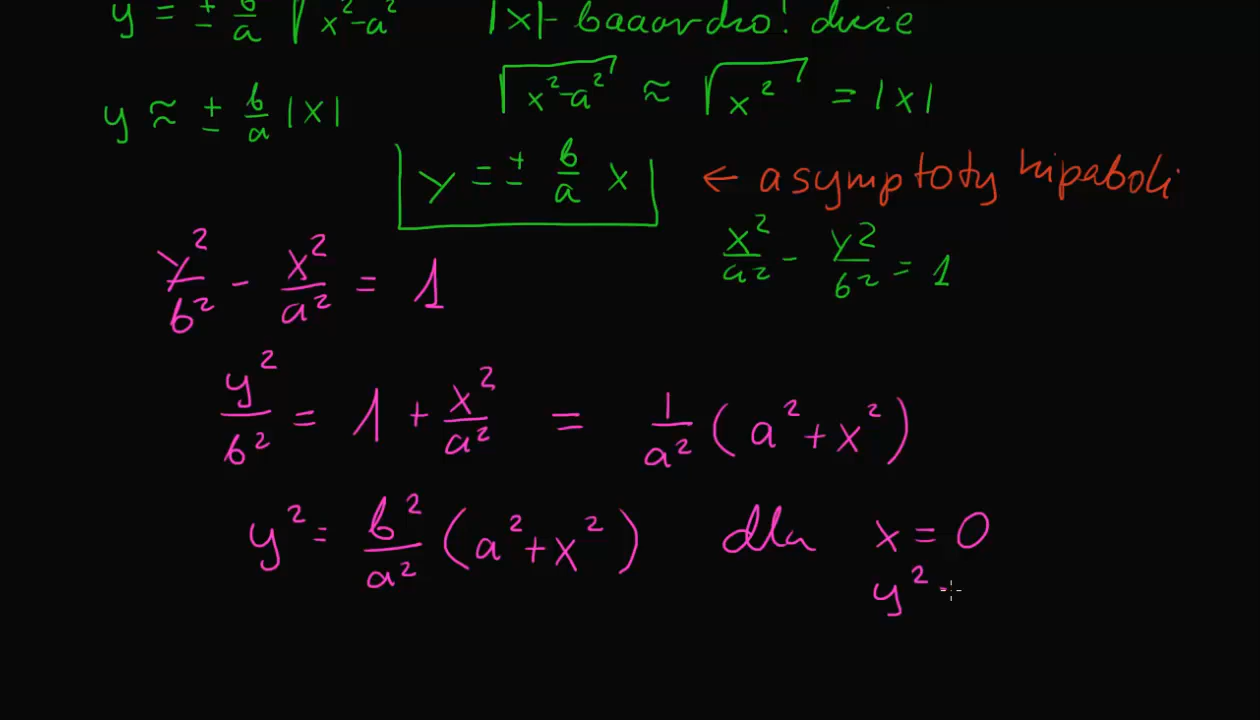 y = ± b/a √x²-a² |x| - baaardzo! duże
√x²-a² ≈ √x² = |x|
y ≈ ± b/a |x|
y = ± b/a x ← asymptoty hipaboli
x²/a² - y²/b² = 1
y²/b² - x²/a² = 1
y²/b² = 1 + x²/a² = 1/a² (a² + x²)
y² = b²/a² (a² + x²) dla x = 0
y² -